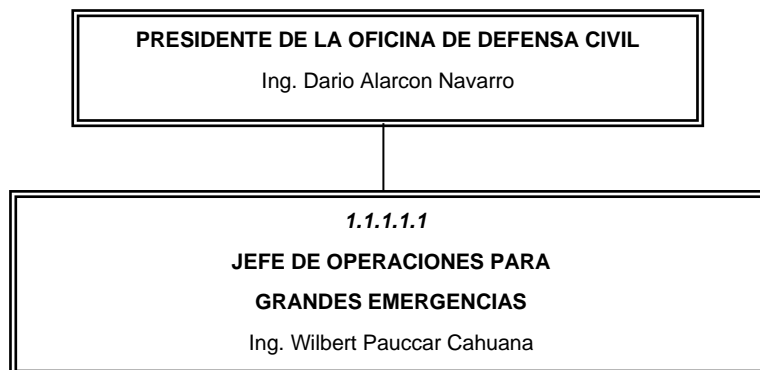 PRESIDENTE DE LA OFICINA DE DEFENSA CIVIL
Ing. Dario Alarcon Navarro
1.1.1.1.1
JEFE DE OPERACIONES PARA
GRANDES EMERGENCIAS
Ing. Wilbert Pauccar Cahuana